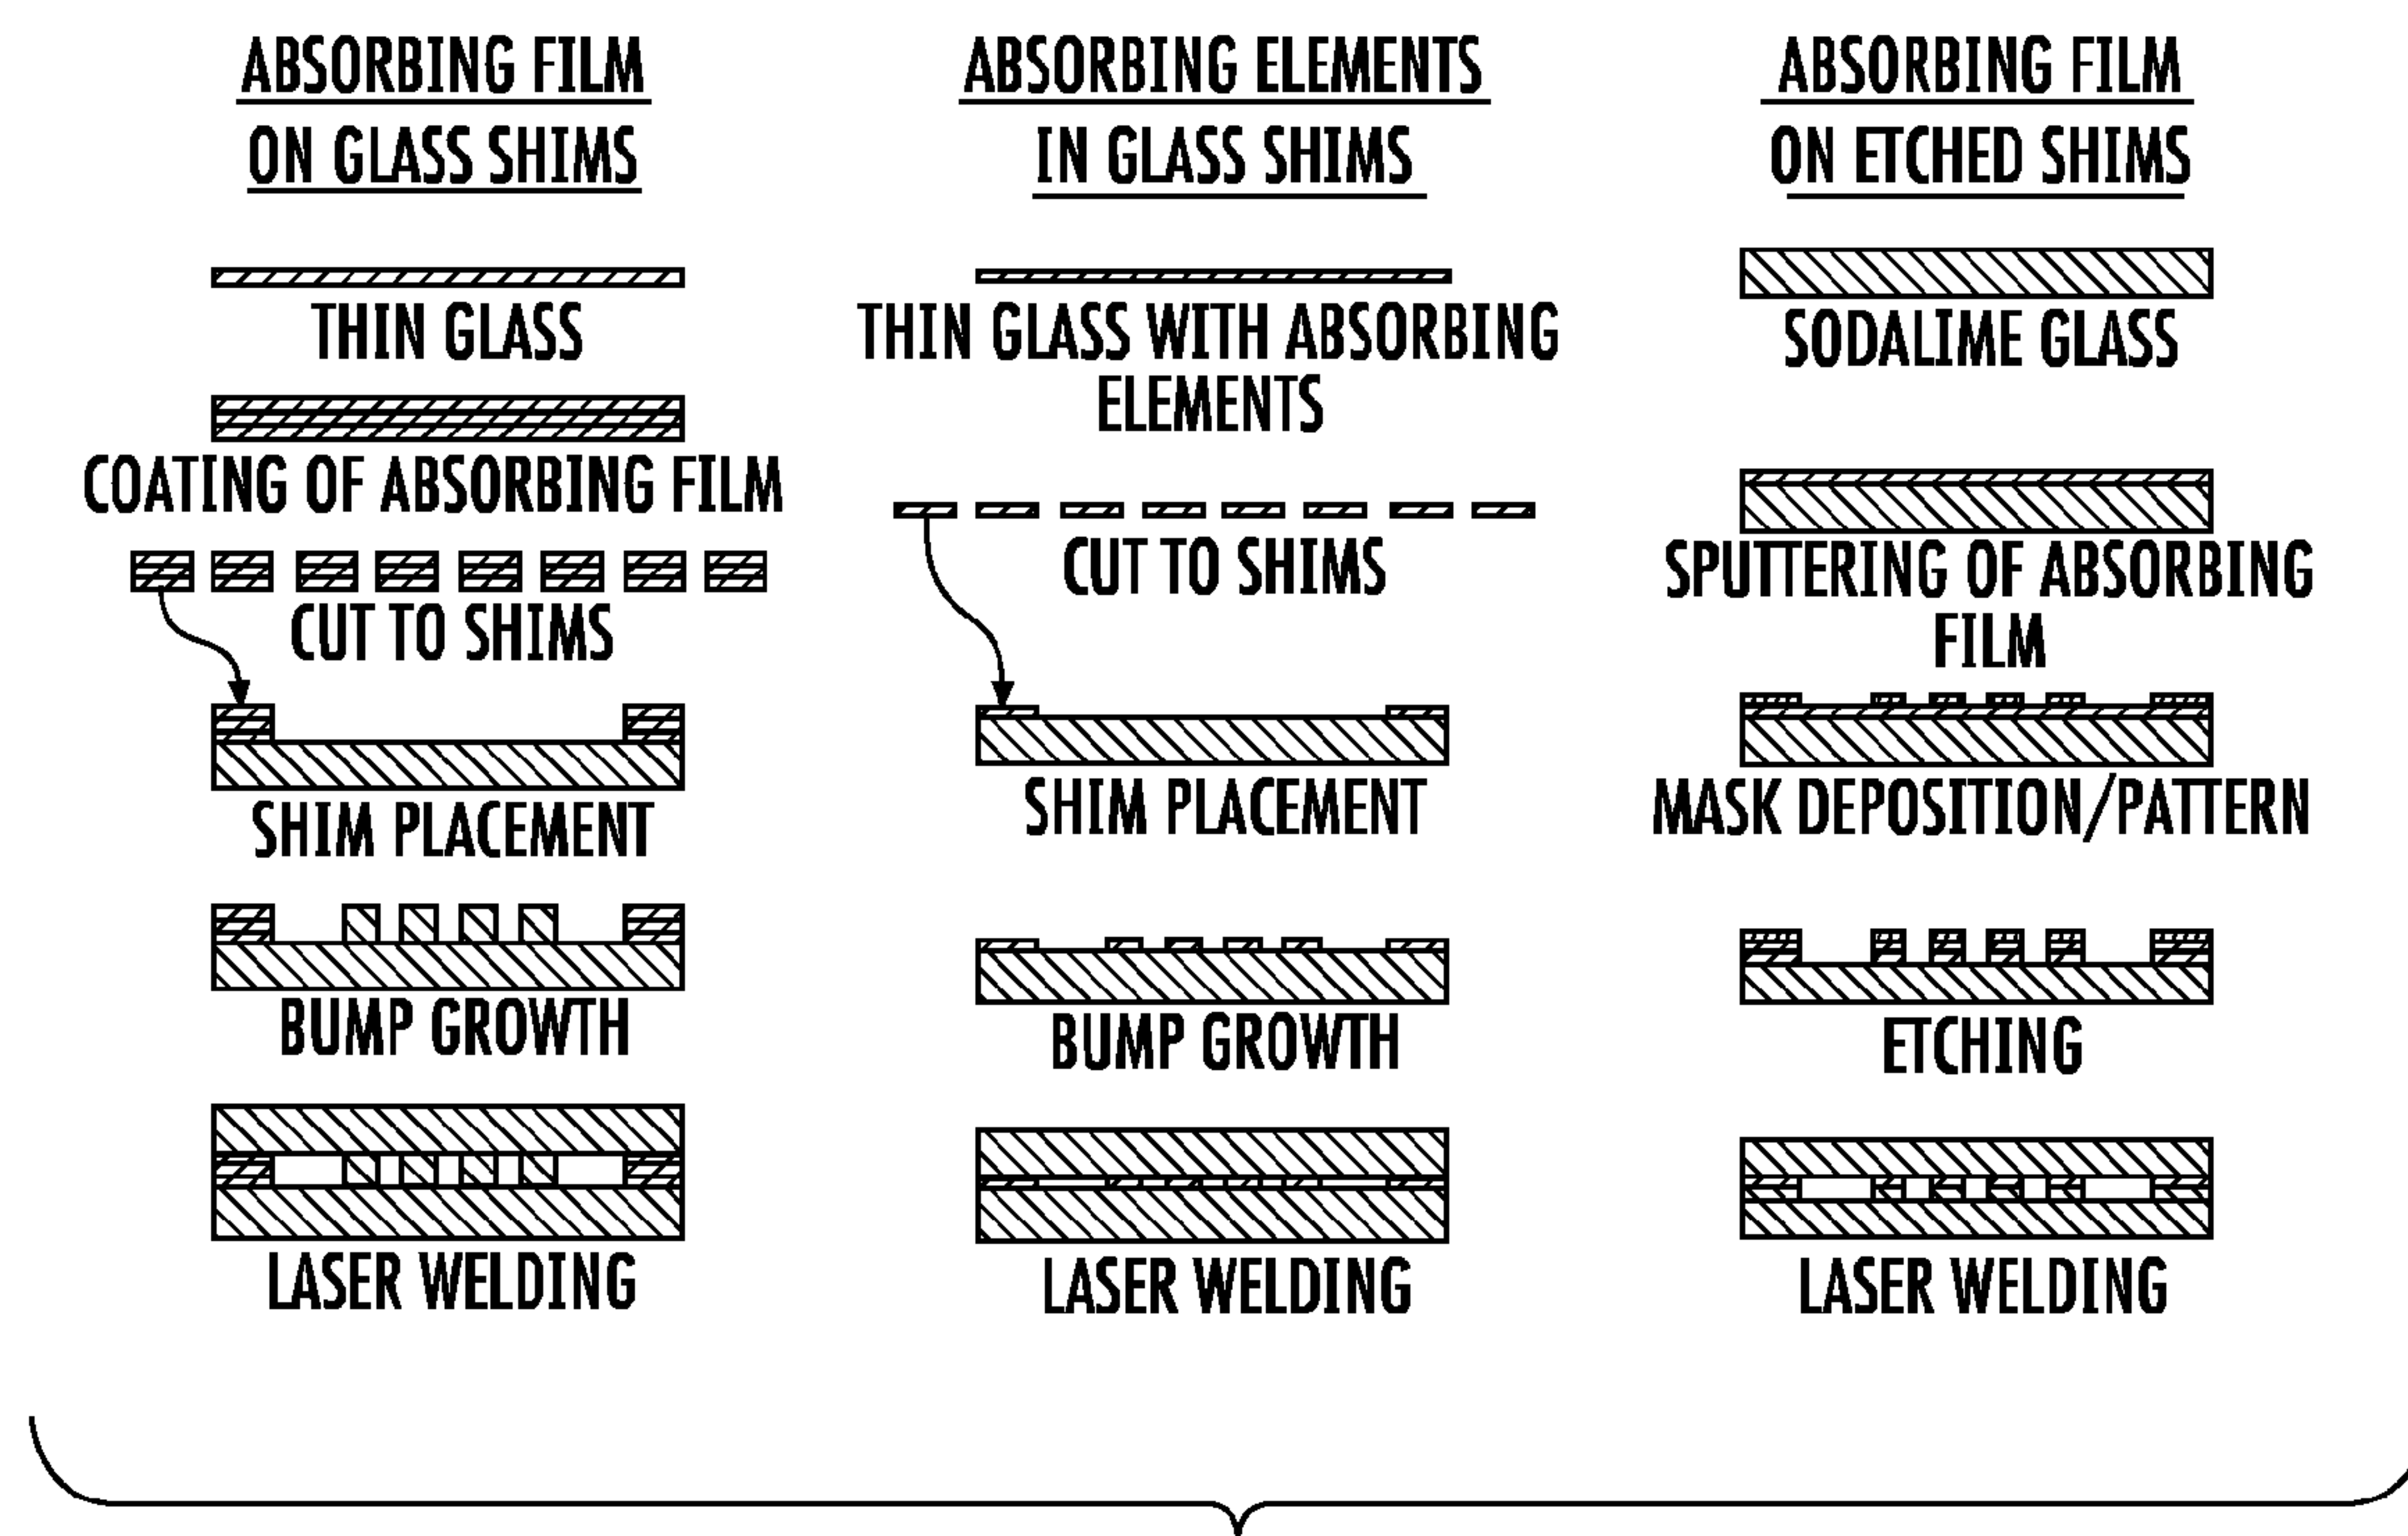 ABSORBING FILM
ON GLASS SHIMS
THIN GLASS
COATING OF ABSORBING FILM
CUT TO SHIMS
SHIM PLACEMENT
BUMP GROWTH
LASER WELDING
ABSORBING ELEMENTS
IN GLASS SHIMS
THIN GLASS WITH ABSORBING
ELEMENTS
CUT TO SHIMS
SHIM PLACEMENT
BUMP GROWTH
LASER WELDING
ABSORBING FILM
ON ETCHED SHIMS
SODALIME GLASS
SPUTTERING OF ABSORBING
FILM
MASK DEPOSITION/PATTERN
ETCHING
LASER WELDING